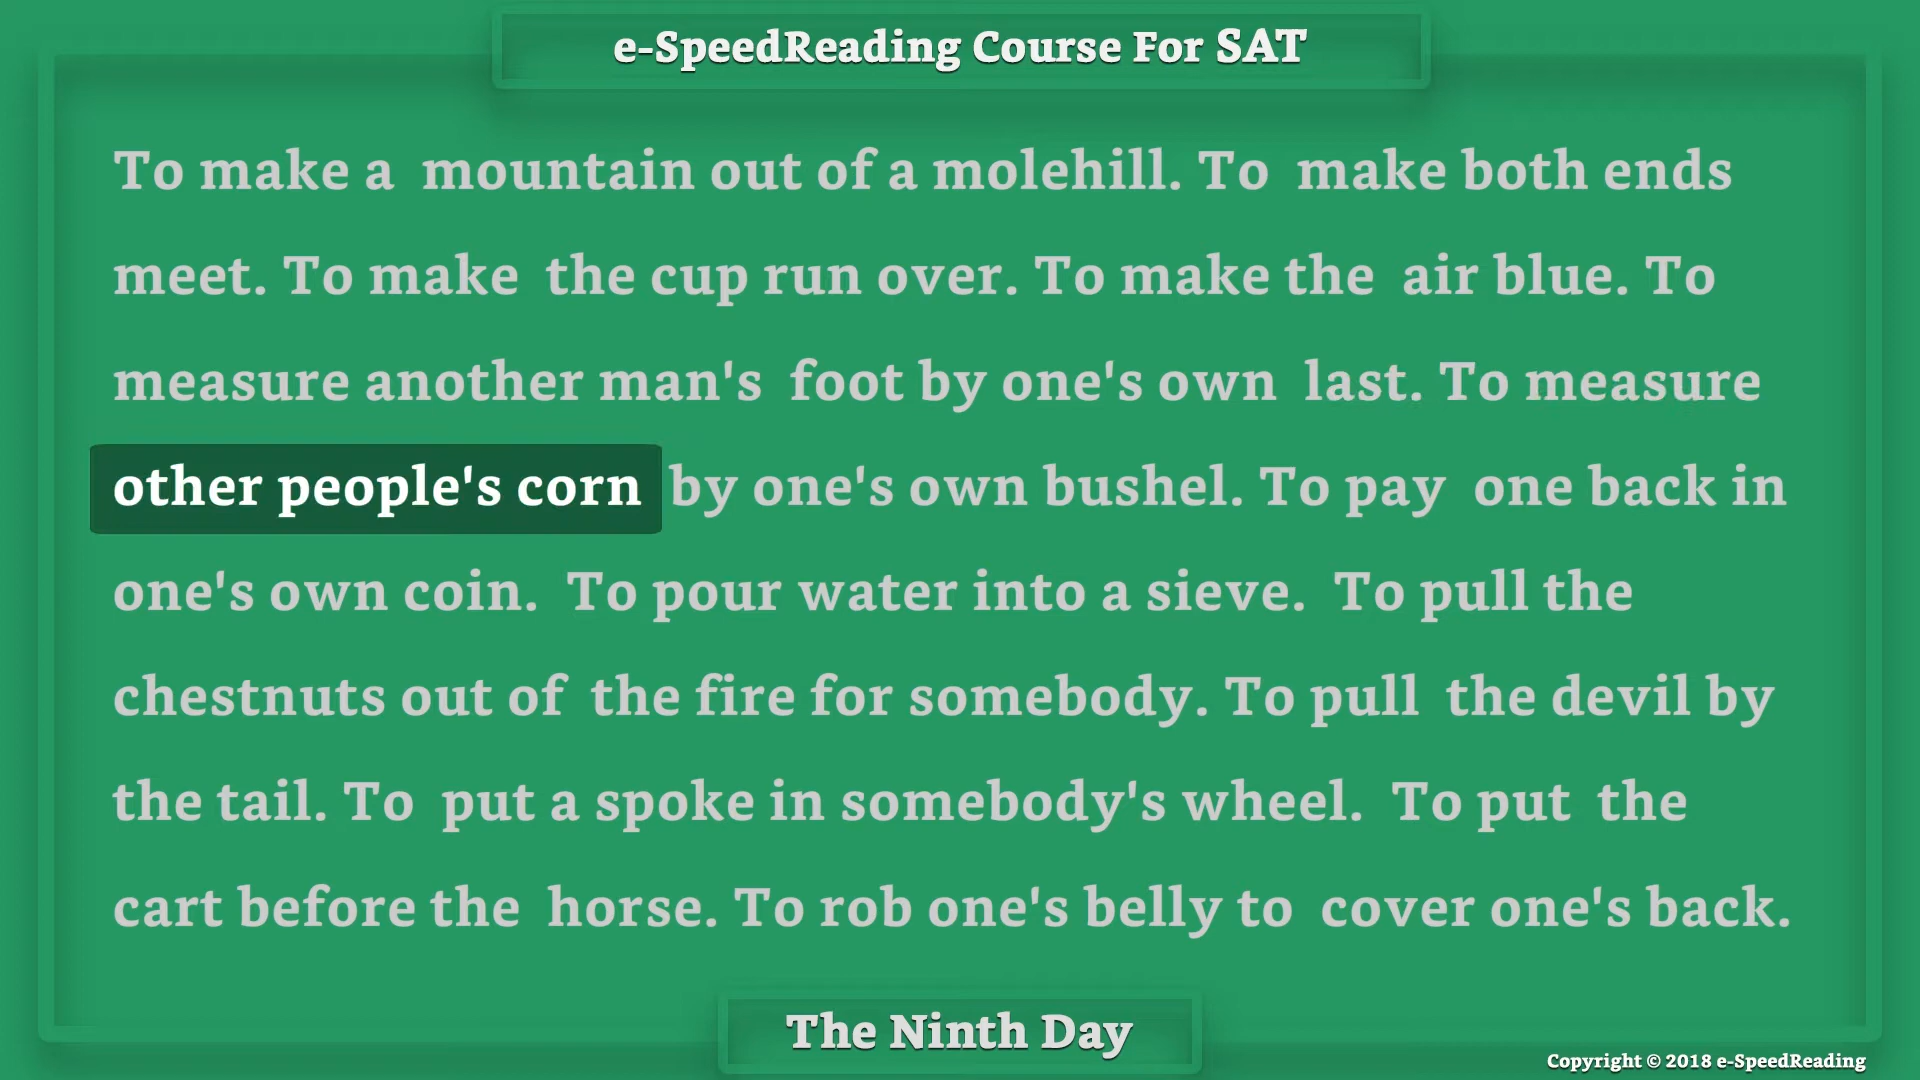 e-SpeedReading Course For SAT
To make a mountain out of a molehill. To make both ends
meet. To make the cup run over. To make the air blue. To
measure another man's foot by one's own last. To measure
other people's corn by one's own bushel. To pay one back in
one's own coin. To pour water into a sieve. To pull the
chestnuts out of the fire for somebody. To pull the devil by
the tail. To put a spoke in somebody's wheel. To put the
cart before the horse. To rob one's belly to cover one's back.
The Ninth Day
Copyright © 2018 e-SpeedReading